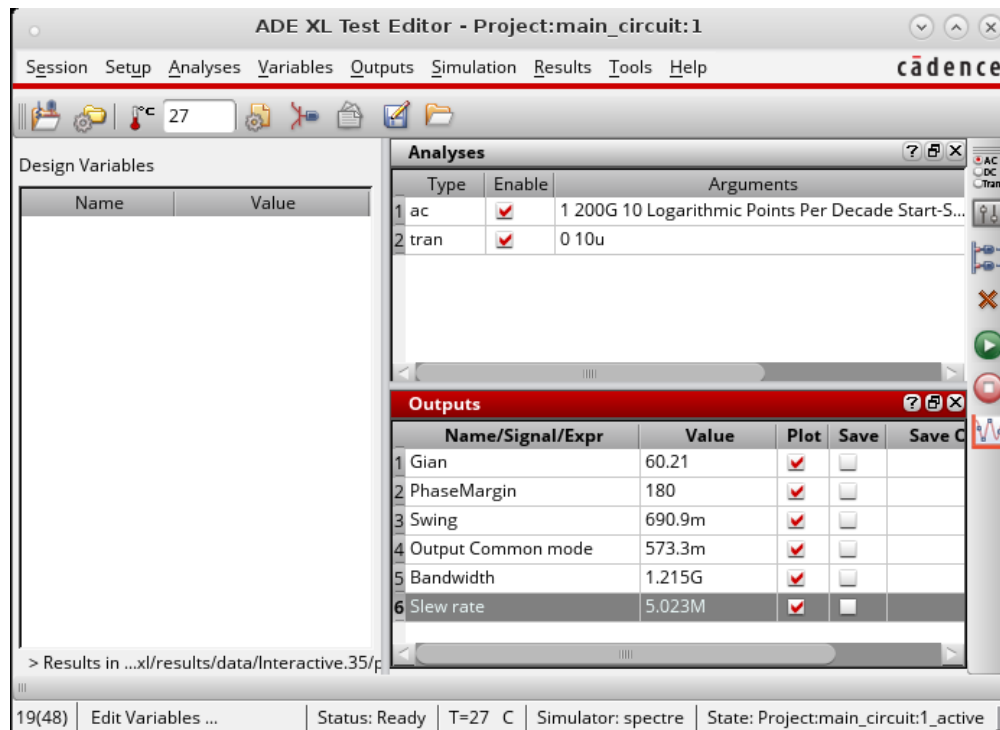 ADE XL Test Editor - Project:main_circuit:1
Session Setup Analyses Variables Outputs Simulation Results Tools Help
cādence
°C 27
Design Variables
Name Value
Analyses
Type Enable Arguments
1 ac 1 200G 10 Logarithmic Points Per Decade Start-S...
2 tran 0 10u
AC
DC
Tran
Outputs
Name/Signal/Expr Value Plot Save Save C
1 Gian 60.21
2 PhaseMargin 180
3 Swing 690.9m
4 Output Common mode 573.3m
5 Bandwidth 1.215G
6 Slew rate 5.023M
> Results in ...xl/results/data/Interactive.35/p
19(48) Edit Variables ... Status: Ready T=27 C Simulator: spectre State: Project:main_circuit:1_active